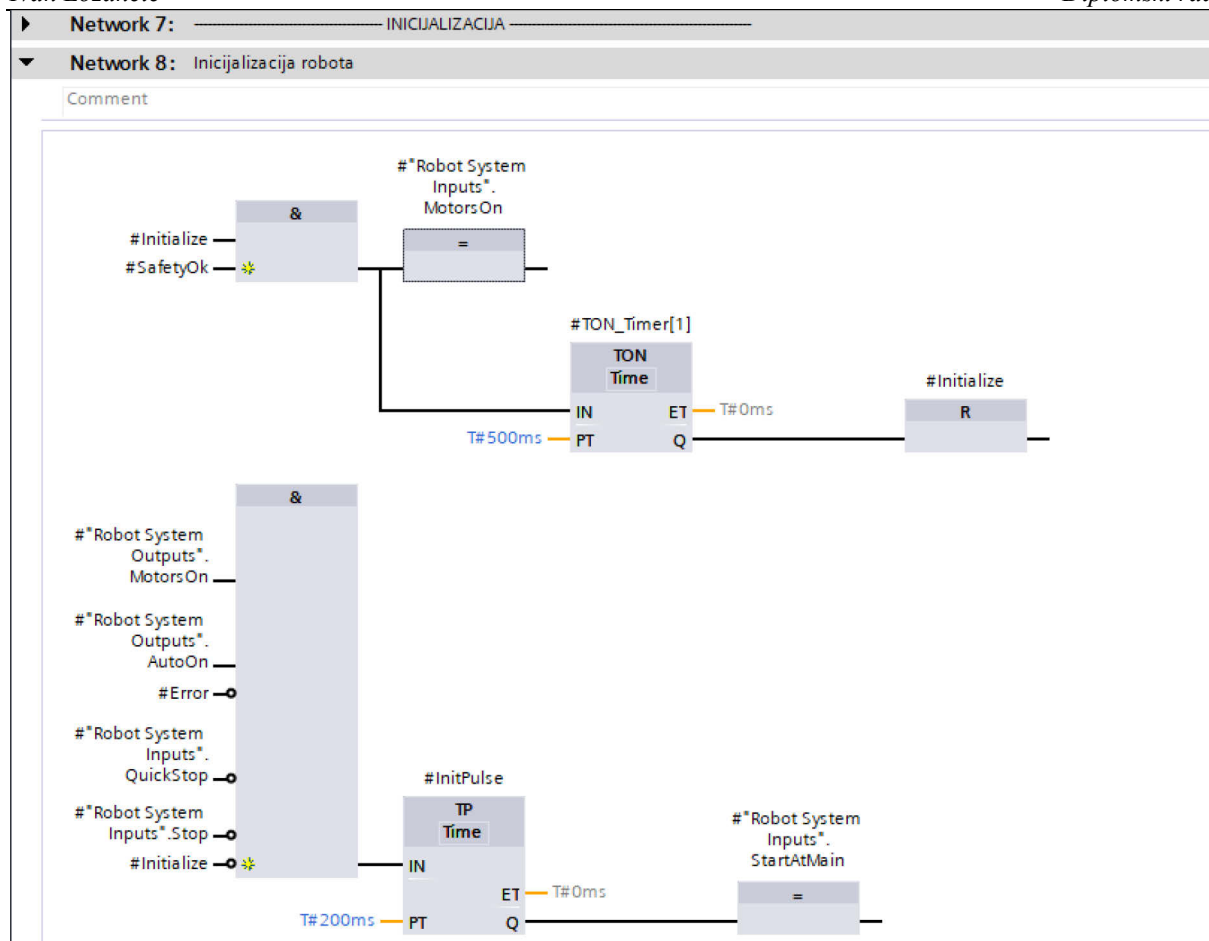 Network 7: INICIJALIZACIJA
Network 8: Inicijalizacija robota
Comment
#"Robot System
Inputs".
MotorsOn
&
#Initialize
=
#SafetyOk
#TON_Timer[1]
TON
Time
#Initialize
IN
ET
T#0ms
R
T#500ms
PT
Q
&
#"Robot System
Outputs".
MotorsOn
#"Robot System
Outputs".
AutoOn
#Error
#"Robot System
Inputs".
QuickStop
#"Robot System
Inputs".Stop
#Initialize
#InitPulse
TP
Time
IN
ET
T#0ms
T#200ms
PT
Q
#"Robot System
Inputs".
StartAtMain
=